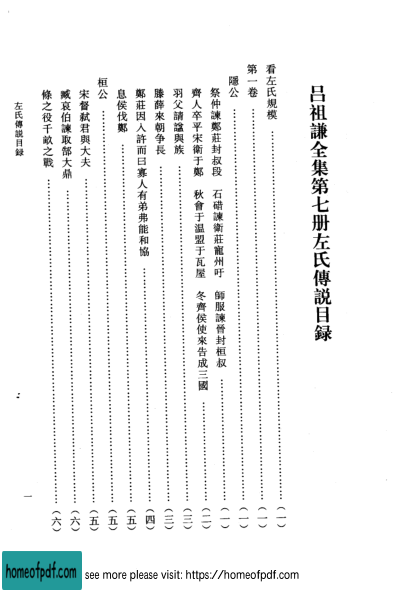 吕祖謙全集第七册左氏傳説目録
看左氏規模……(一)
第一卷……(一)
隱公……(一)
祭仲諫鄭莊封叔段 石碏諫衛莊寵州吁 師服諫晉封桓叔……(一)
齊人卒平宋衛于鄭 秋會于温盟于瓦屋 冬齊侯使來告成三國……(二)
羽父請諡與族……(三)
滕薛來朝爭長……(三)
鄭莊因入許而曰寡人有弟弗能和協……(四)
息侯伐鄭……(五)
桓公……(五)
宋督弑君與大夫……(五)
臧哀伯諫取郜大鼎……(六)
條之役千畝之戰……(六)
左氏傳説目録
一
homeofpdf.com
see more please visit: https://homeofpdf.com